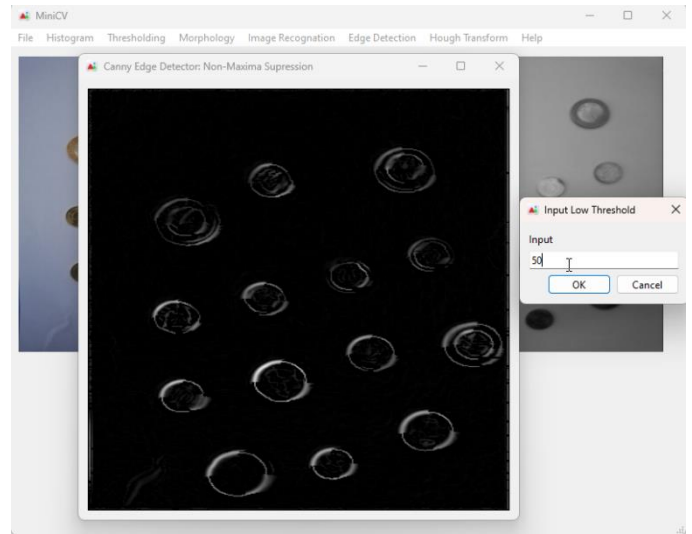 MiniCV
File Histogram Thresholding Morphology Image Recognation Edge Detection Hough Transform Help
Canny Edge Detector: Non-Maxima Supression
Input Low Threshold
Input
50
OK Cancel